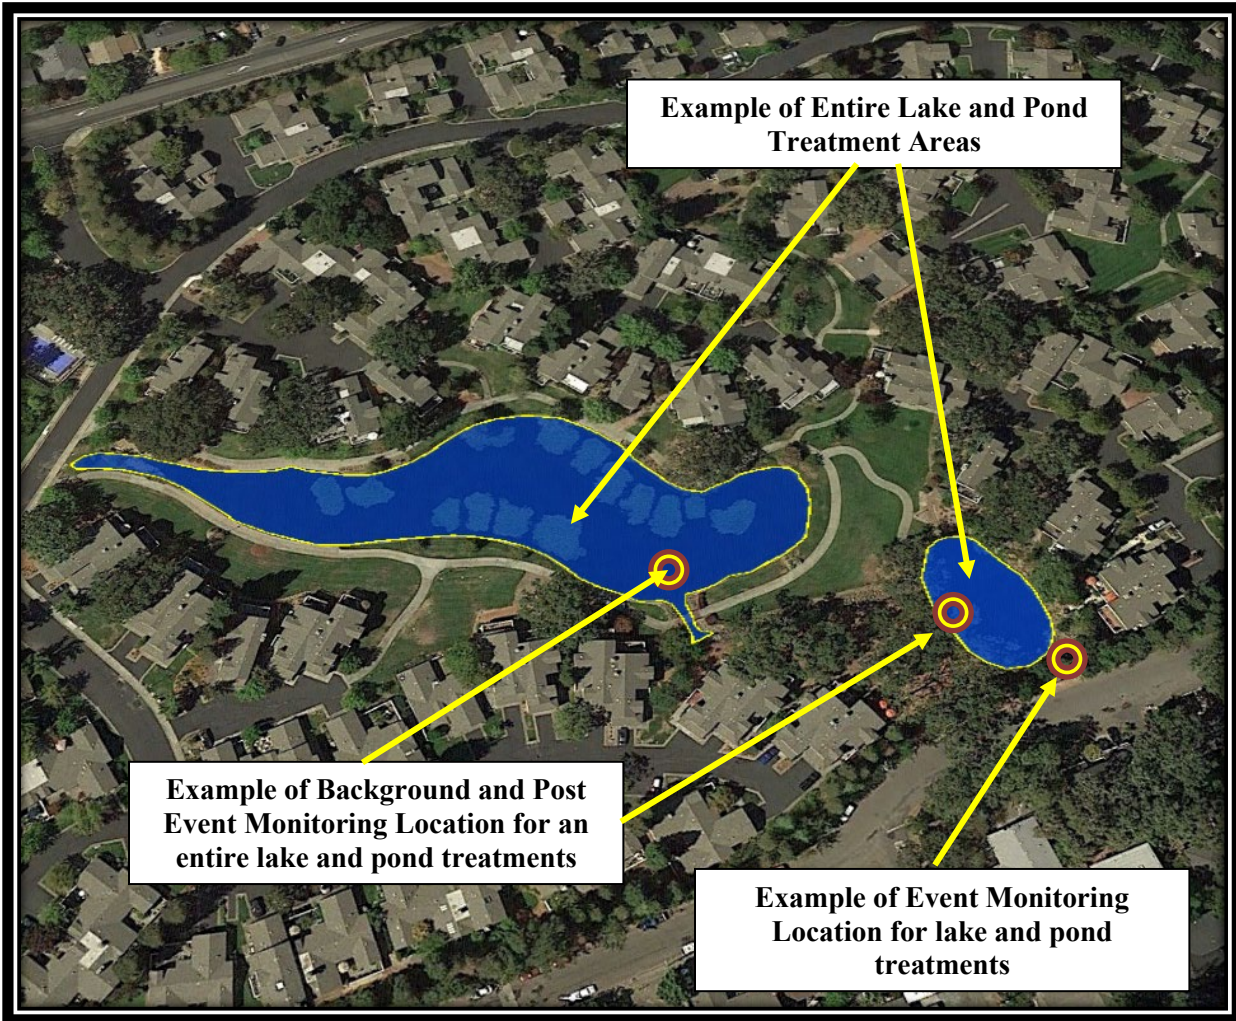 Example of Entire Lake and Pond
Treatment Areas
Example of Background and Post
Event Monitoring Location for an
entire lake and pond treatments
Example of Event Monitoring
Location for lake and pond
treatments